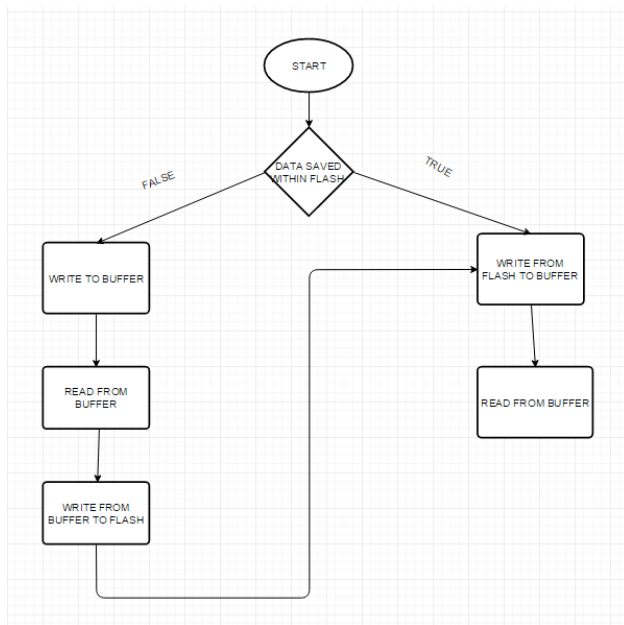 START
DATA SAVED
WITHIN FLASH
FALSE
TRUE
WRITE TO BUFFER
READ FROM
BUFFER
WRITE FROM
BUFFER TO FLASH
WRITE FROM
FLASH TO BUFFER
READ FROM BUFFER